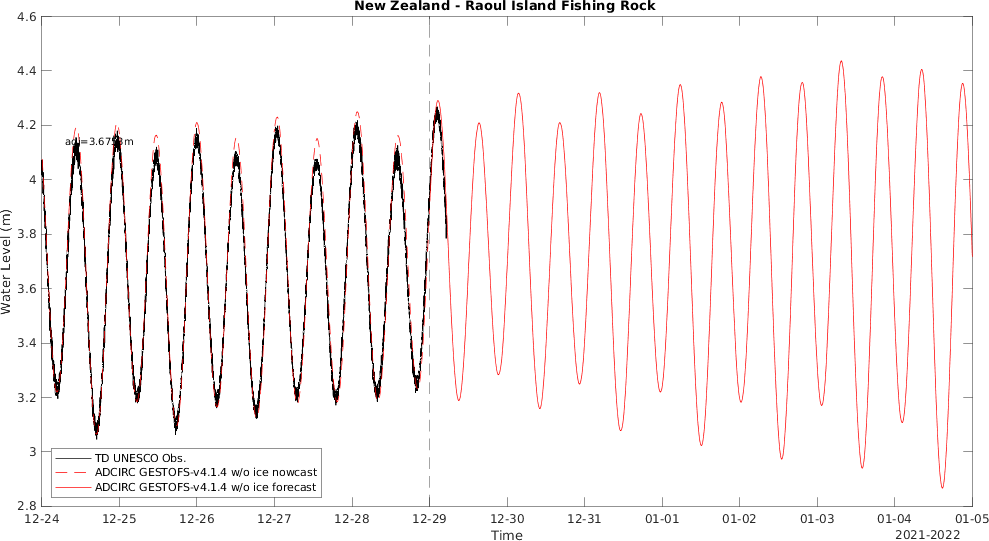 New Zealand - Raoul Island Fishing Rock
4.6
4.4
4.2
4
3.8
3.6
3.4
3.2
3
2.8
Water Level (m)
TD UNESCO Obs.
ADCIRC GESTOFS-v4.1.4 w/o ice nowcast
ADCIRC GESTOFS-v4.1.4 w/o ice forecast
12-24 12-25 12-26 12-27 12-28 12-29 12-30 12-31 01-01 01-02 01-03 01-04 01-05
Time
2021-2022